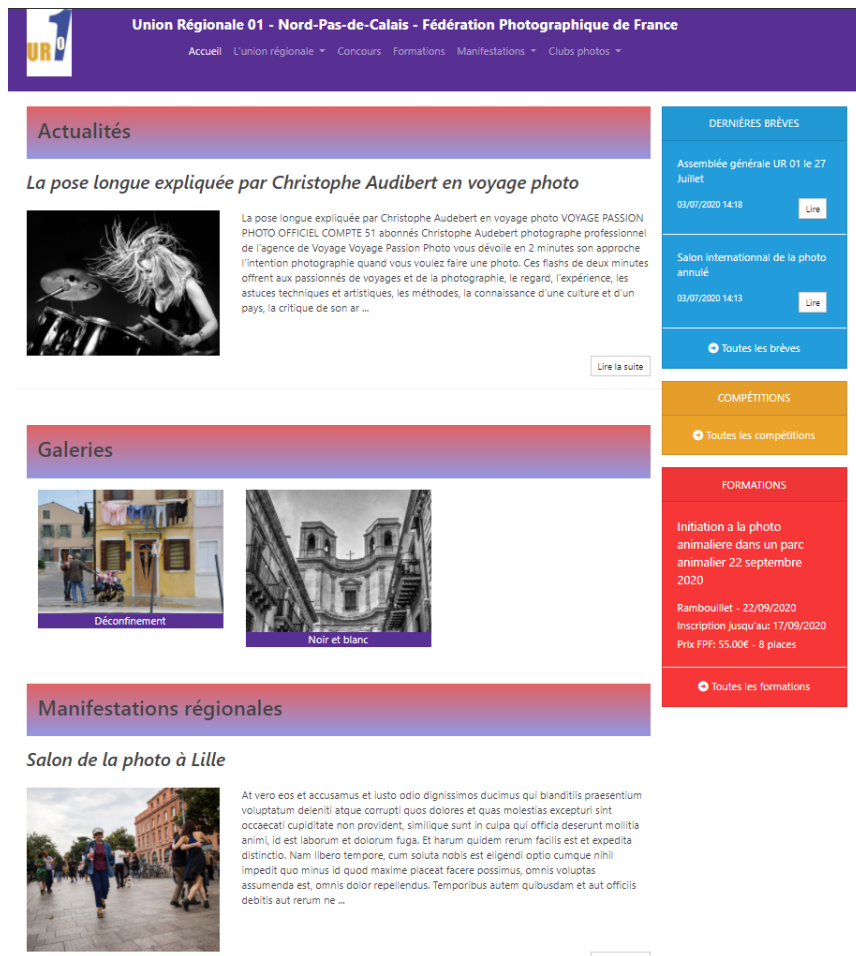 UR01
Union Régionale 01 - Nord-Pas-de-Calais - Fédération Photographique de France
Accueil L'union régionale Concours Formations Manifestations Clubs photos
Actualités
La pose longue expliquée par Christophe Audibert en voyage photo
La pose longue expliquée par Christophe Audebert en voyage photo VOYAGE PASSION
PHOTO OFFICIEL COMPTE 51 abonnés Christophe Audebert photographe professionnel
de l'agence de Voyage Voyage Passion Photo vous dévoile en 2 minutes son approche
l'intention photographique quand vous voulez faire une photo. Ces flashs de deux minutes
offrent aux passionnés de voyages et de la photographie, le regard, l'expérience, les
astuces techniques et artistiques, les méthodes, la connaissance d'une culture et d'un
pays, la critique de son ar ...
Lire la suite
Galeries
Déconfinement
Noir et blanc
Manifestations régionales
Salon de la photo à Lille
At vero eos et accusamus et iusto odio dignissimos ducimus qui blanditiis praesentium
voluptatum deleniti atque corrupti quos dolores et quas molestias excepturi sint
occaecati cupiditate non provident, similique sunt in culpa qui officia deserunt mollitia
animi, id est laborum et dolorum fuga. Et harum quidem rerum facilis est et expedita
distinctio. Nam libero tempore, cum soluta nobis est eligendi optio cumque nihil
impedit quo minus id quod maxime placeat facere possimus, omnis voluptas
assumenda est, omnis dolor repellendus. Temporibus autem quibusdam et aut officiis
debitis aut rerum ne ...
DERNIÈRES BRÈVES
Assemblée générale UR 01 le 27
Juillet
03/07/2020 14:18
Lire
Salon internationnal de la photo
annulé
03/07/2020 14:13
Lire
Toutes les brèves
COMPÉTITIONS
Toutes les compétitions
FORMATIONS
Initiation a la photo
animaliere dans un parc
animalier 22 septembre
2020
Rambouillet - 22/09/2020
Inscription jusqu'au: 17/09/2020
Prix FPF: 55.00€ - 8 places
Toutes les formations